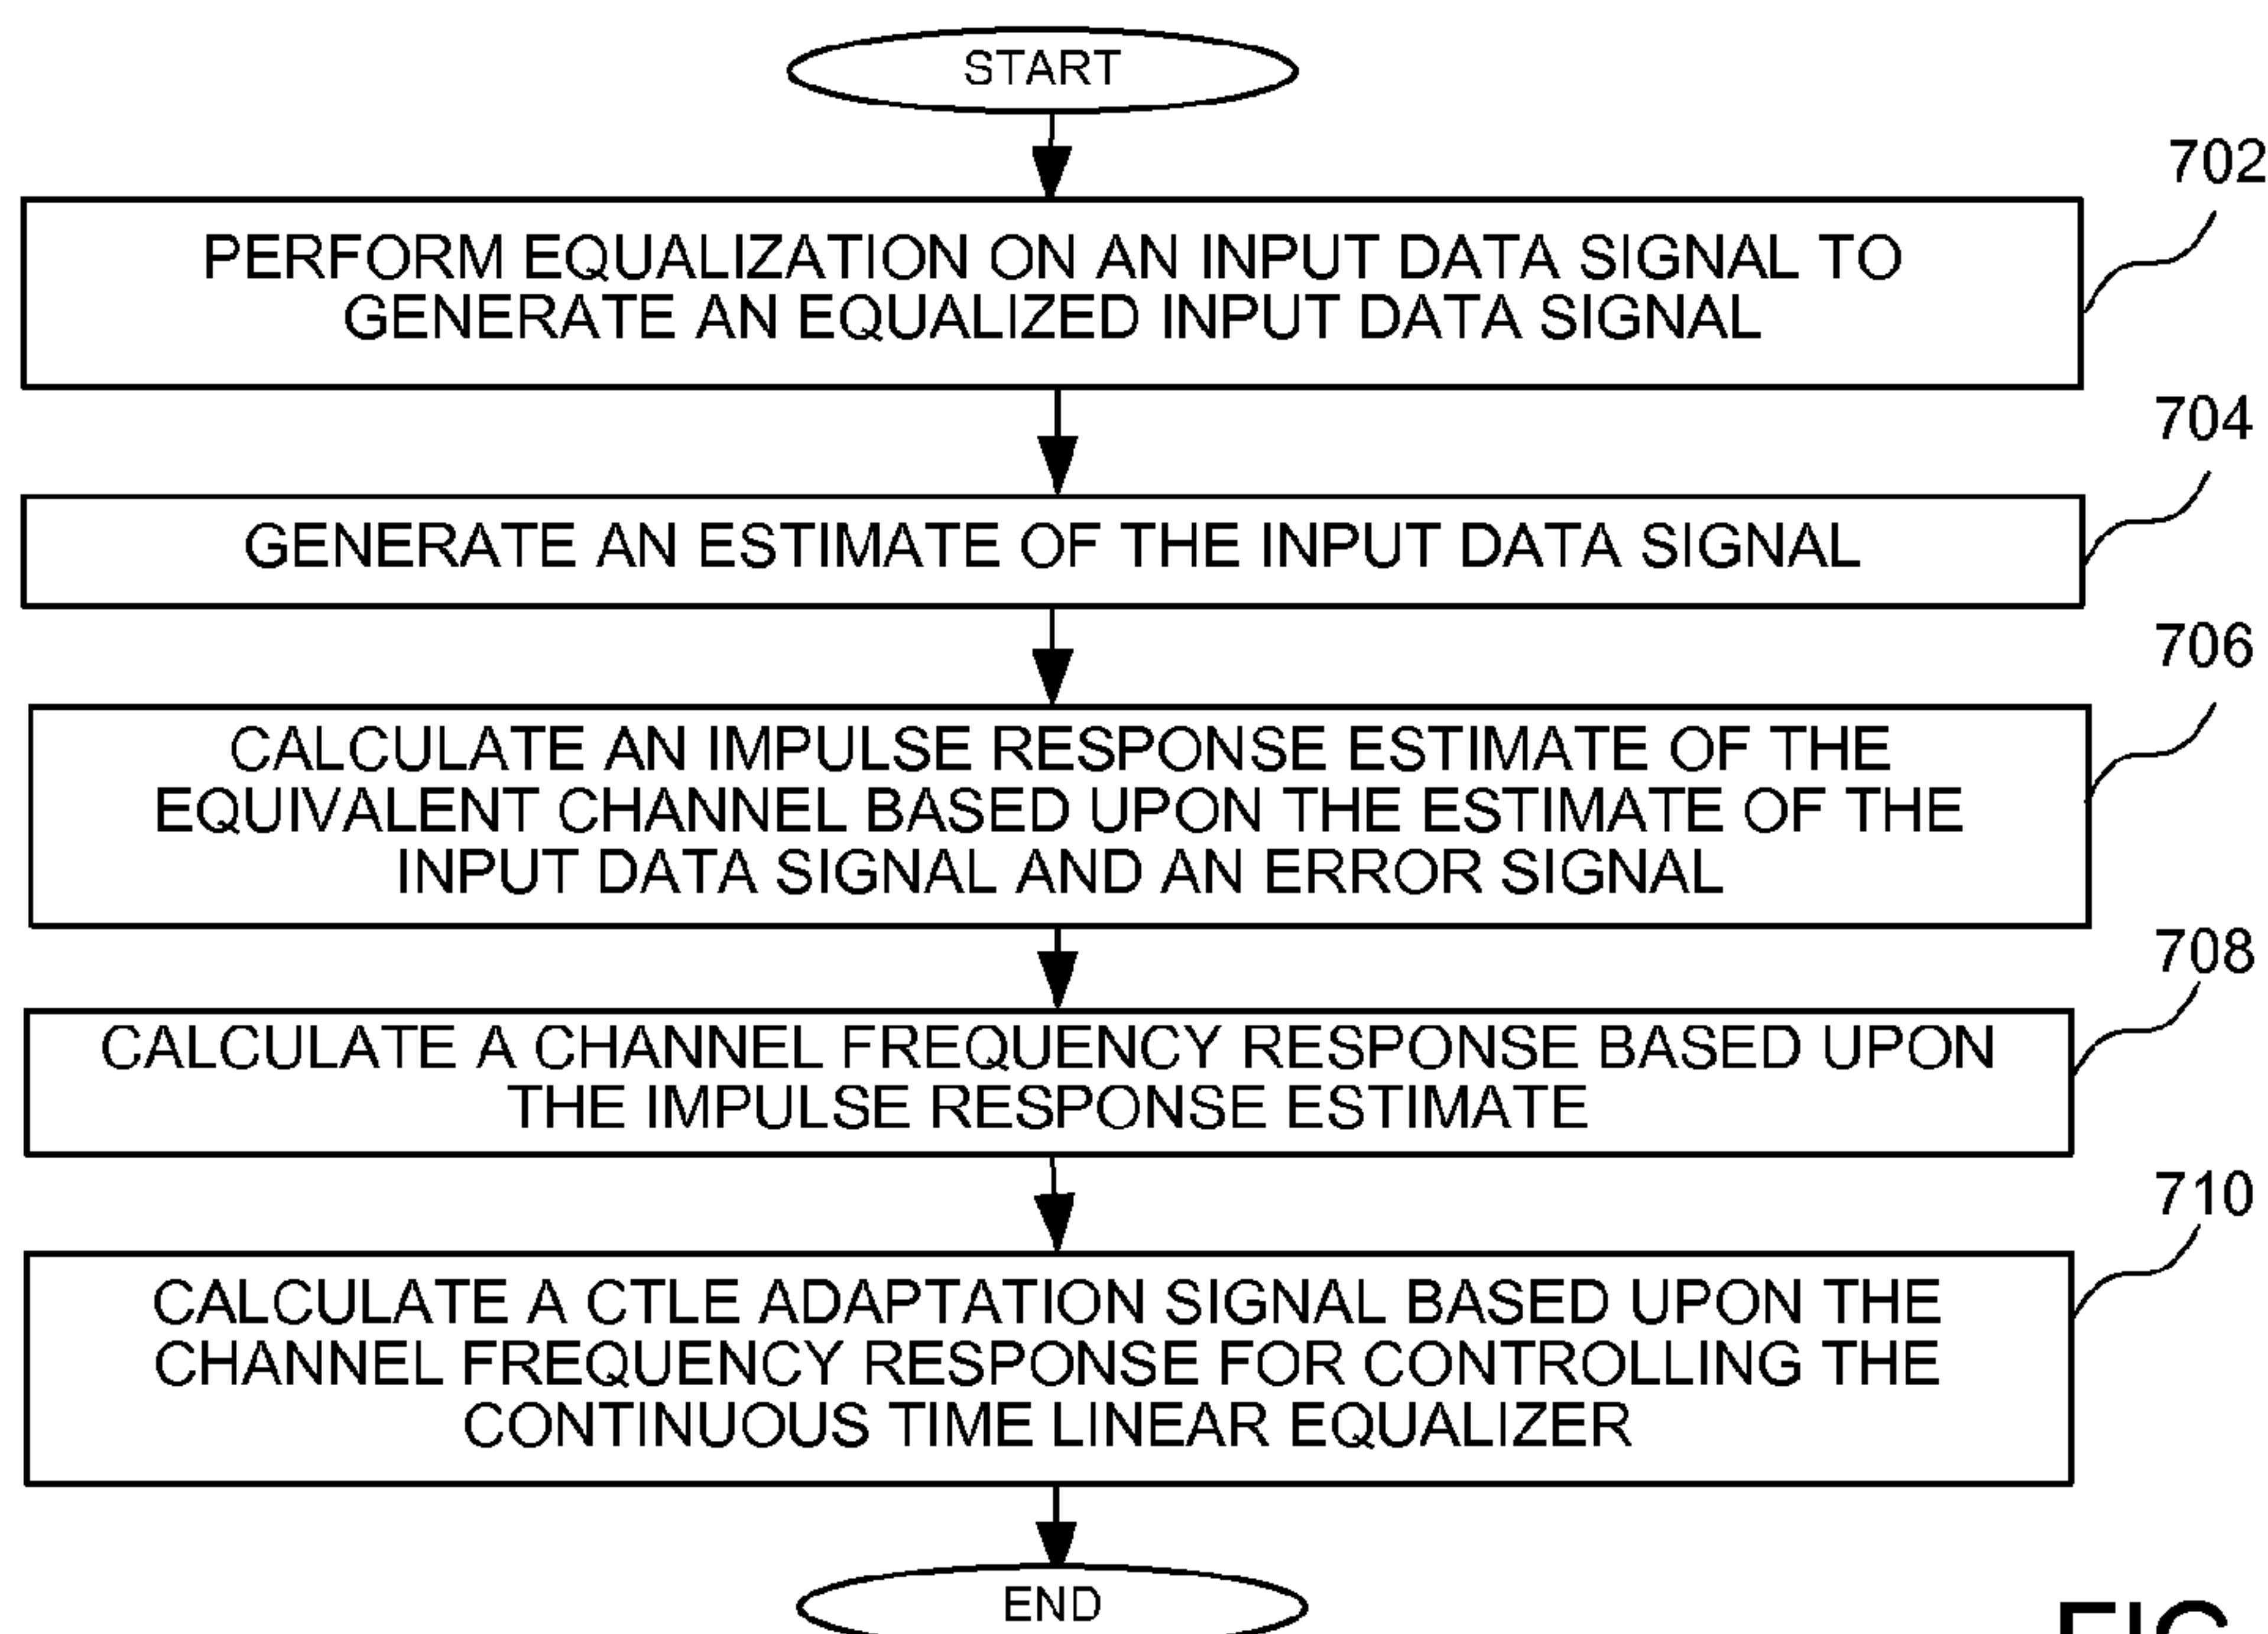 START
702
PERFORM EQUALIZATION ON AN INPUT DATA SIGNAL TO
GENERATE AN EQUALIZED INPUT DATA SIGNAL
704
GENERATE AN ESTIMATE OF THE INPUT DATA SIGNAL
706
CALCULATE AN IMPULSE RESPONSE ESTIMATE OF THE
EQUIVALENT CHANNEL BASED UPON THE ESTIMATE OF THE
INPUT DATA SIGNAL AND AN ERROR SIGNAL
708
CALCULATE A CHANNEL FREQUENCY RESPONSE BASED UPON
THE IMPULSE RESPONSE ESTIMATE
710
CALCULATE A CTLE ADAPTATION SIGNAL BASED UPON THE
CHANNEL FREQUENCY RESPONSE FOR CONTROLLING THE
CONTINUOUS TIME LINEAR EQUALIZER
END